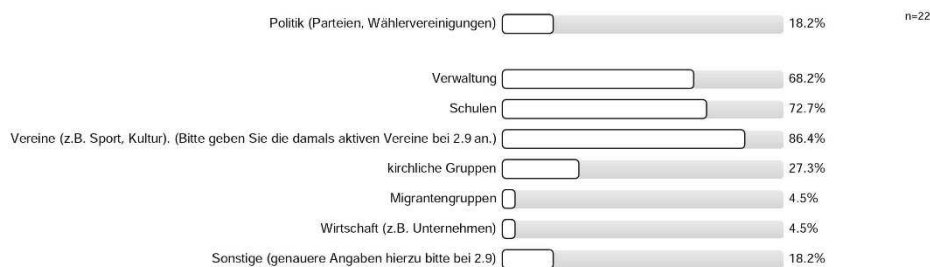 Politik (Parteien, Wählervereinigungen) 18.2% n=22
Verwaltung 68.2%
Schulen 72.7%
Vereine (z.B. Sport, Kultur). (Bitte geben Sie die damals aktiven Vereine bei 2.9 an.) 86.4%
kirchliche Gruppen 27.3%
Migrantengruppen 4.5%
Wirtschaft (z.B. Unternehmen) 4.5%
Sonstige (genauere Angaben hierzu bitte bei 2.9) 18.2%